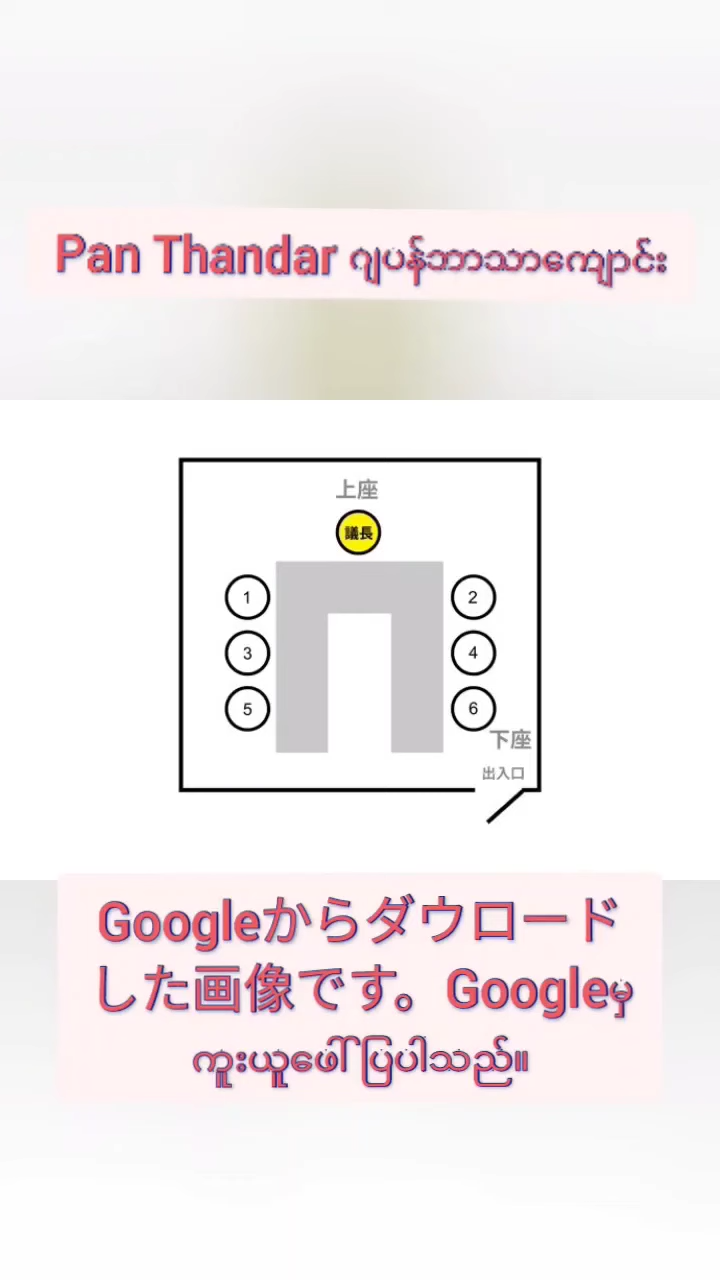 Pan Thandar ဂျပန်ဘာသာကျောင်း
上座
議長
1
2
3
4
5
6
下座
出入口
Googleからダウロード
した画像です。Googleမှ
ကူးယူဖော်ပြပါသည်။